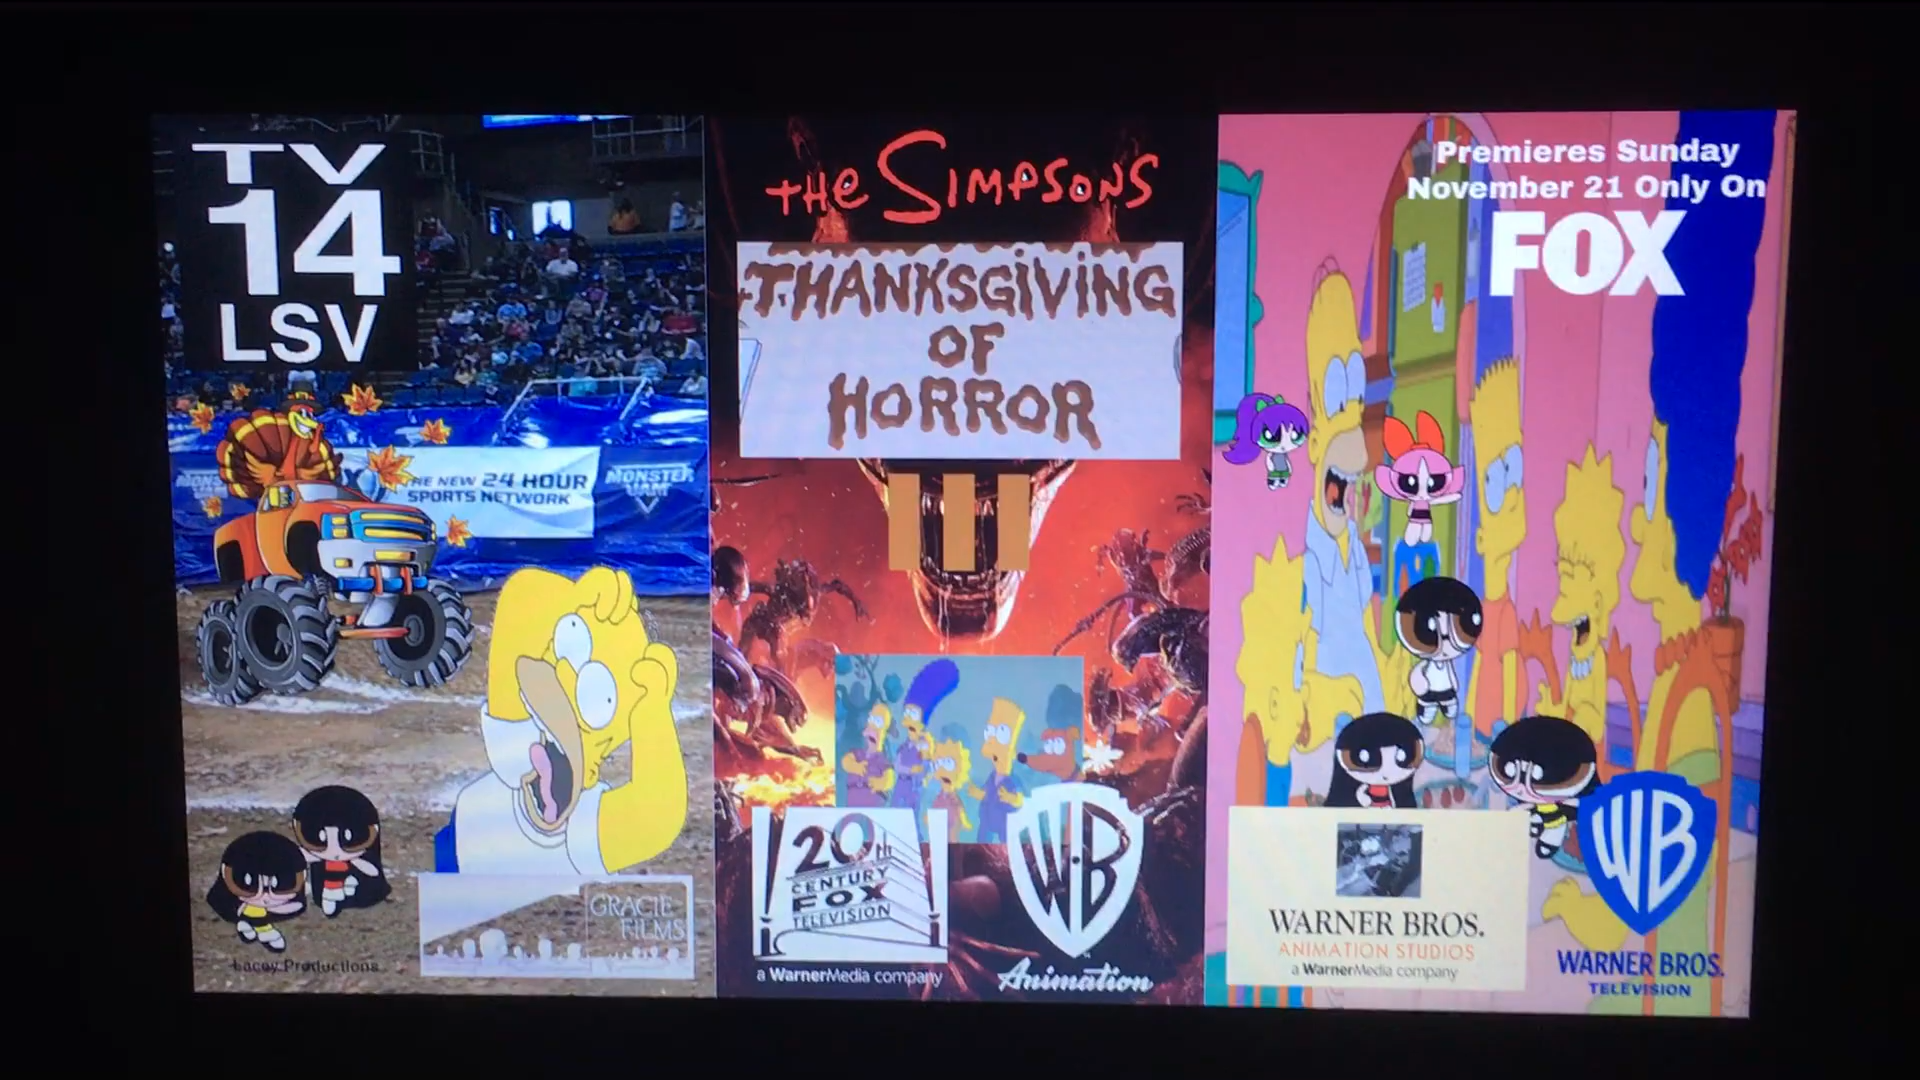 TV
14
LSV
MONSTER
JAM
THE NEW 24 HOUR
SPORTS NETWORK
MONSTER
JAM
GRACIE
FILMS
Lacey Productions
THE SIMPSONS
THANKSGIVING
OF
HORROR
III
20TH
CENTURY
FOX
TELEVISION
a WarnerMedia company
WB
Animation
Premieres Sunday
November 21 Only On
FOX
WARNER BROS.
ANIMATION STUDIOS
a WarnerMedia company
WB
WARNER BROS.
TELEVISION